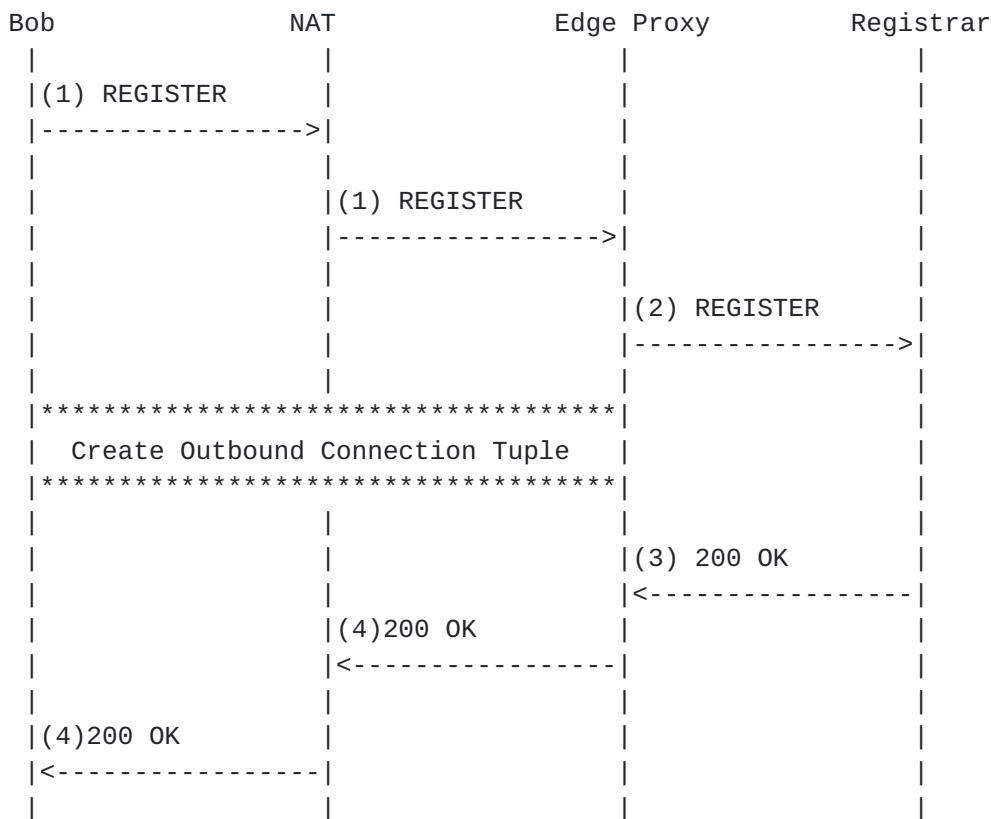 Bob NAT Edge Proxy Registrar
(1) REGISTER
(1) REGISTER
(2) REGISTER
*************************************
Create Outbound Connection Tuple
*************************************
(3) 200 OK
(4)200 OK
(4)200 OK